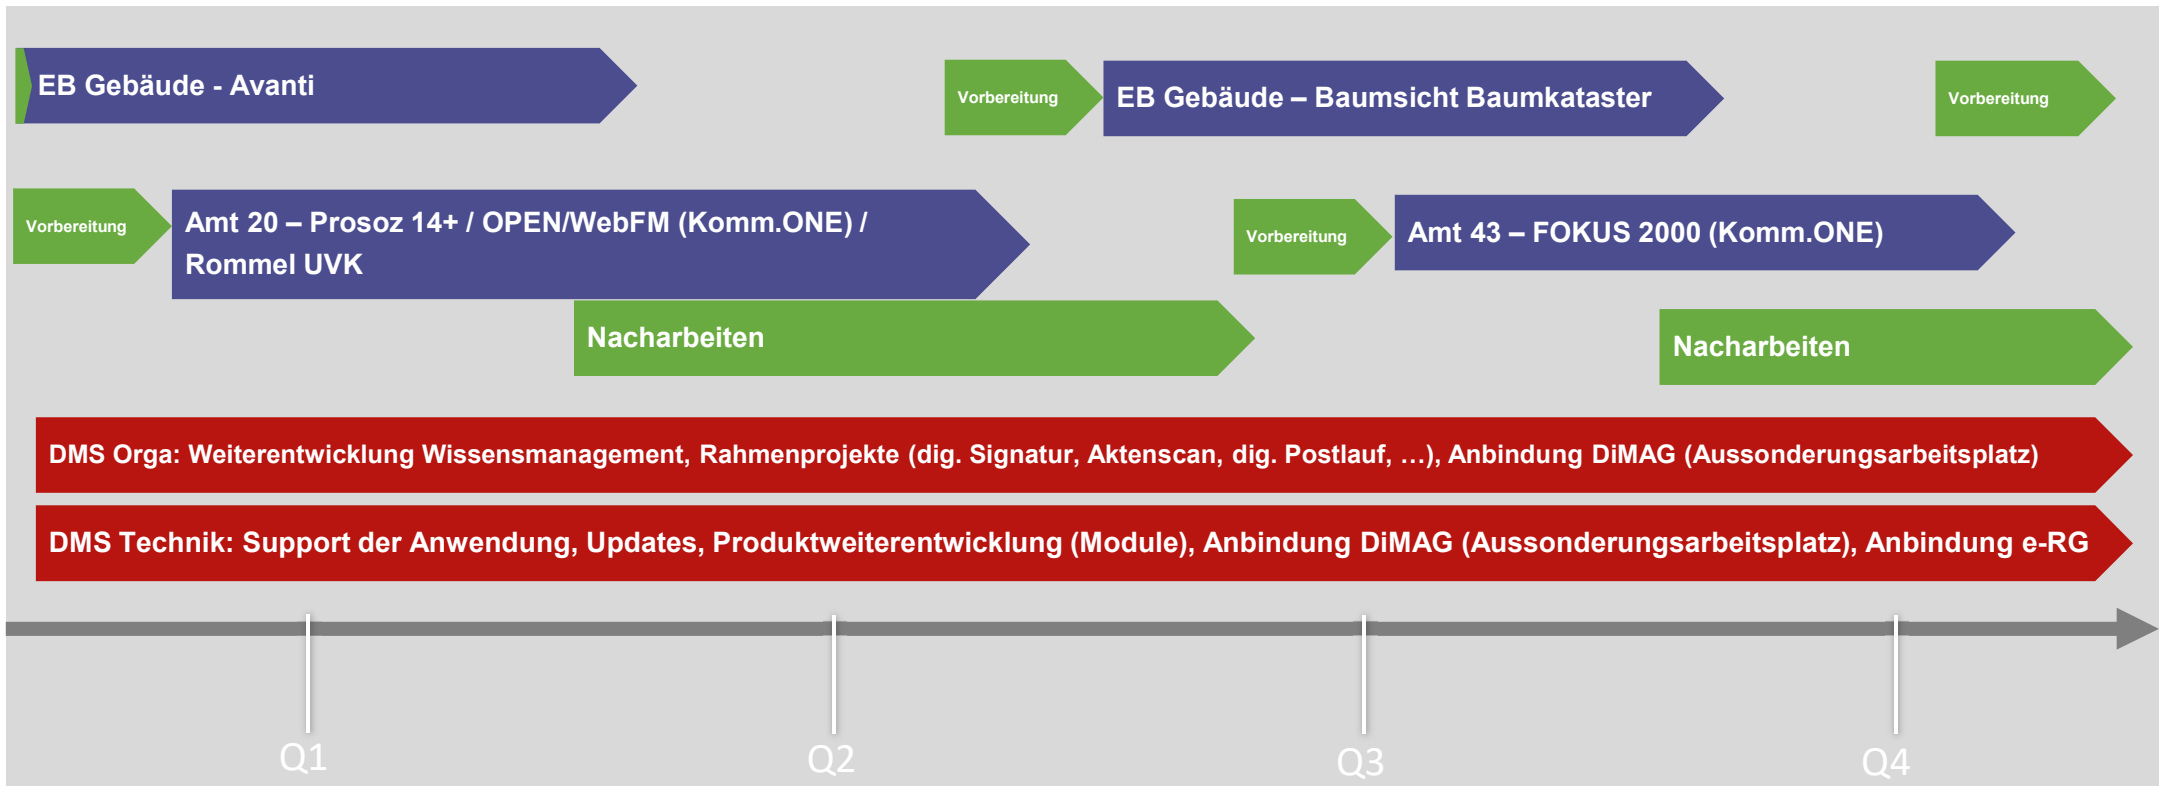 EB Gebäude - Avanti
Vorbereitung
EB Gebäude – Baumsicht Baumkataster
Vorbereitung
Vorbereitung
Amt 20 – Prosoz 14+ / OPEN/WebFM (Komm.ONE) /
Rommel UVK
Vorbereitung
Amt 43 – FOKUS 2000 (Komm.ONE)
Nacharbeiten
Nacharbeiten
DMS Orga: Weiterentwicklung Wissensmanagement, Rahmenprojekte (dig. Signatur, Aktenscan, dig. Postlauf, …), Anbindung DiMAG (Aussonderungsarbeitsplatz)
DMS Technik: Support der Anwendung, Updates, Produktweiterentwicklung (Module), Anbindung DiMAG (Aussonderungsarbeitsplatz), Anbindung e-RG
Q1
Q2
Q3
Q4